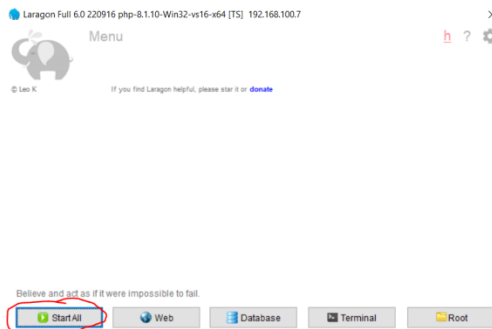 Laragon Full 6.0 220916 php-8.1.10-Win32-vs16-x64 [TS] 192.168.100.7
Menu
h ?
© Leo K
If you find Laragon helpful, please star it or donate
Believe and act as if it were impossible to fail.
Start All Web Database Terminal Root